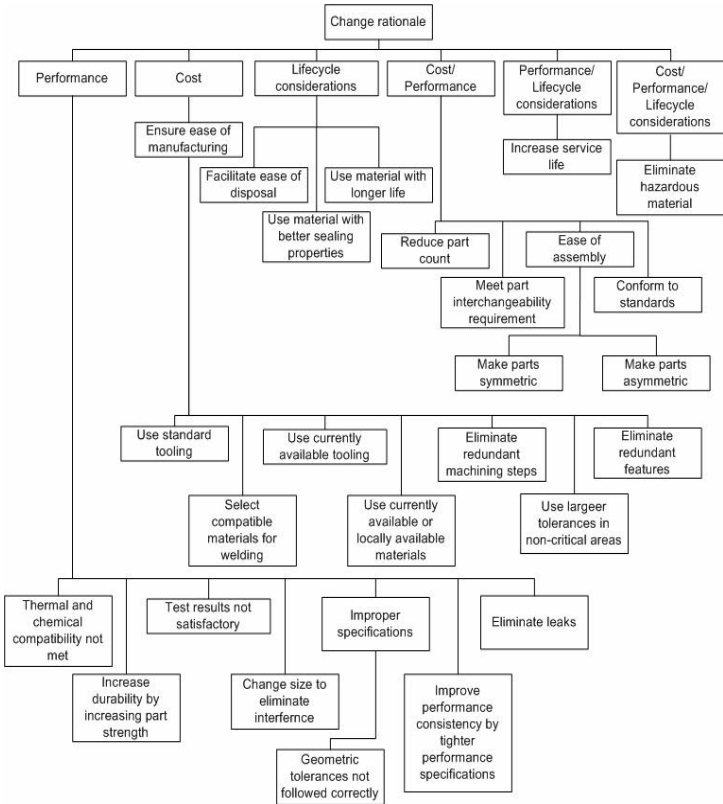 Change rationale
Performance
Cost
Lifecycle
considerations
Cost/
Performance
Performance/
Lifecycle
considerations
Cost/
Performance/
Lifecycle
considerations
Ensure ease of
manufacturing
Facilitate ease of
disposal
Use material with
longer life
Use material with
better sealing
properties
Increase service
life
Eliminate
hazardous
material
Reduce part
count
Ease of
assembly
Meet part
interchangeability
requirement
Conform to
standards
Make parts
symmetric
Make parts
asymmetric
Use standard
tooling
Use currently
available tooling
Eliminate
redundant
machining steps
Eliminate
redundant
features
Select
compatible
materials for
welding
Use currently
available or
locally available
materials
Use largeer
tolerances in
non-critical areas
Thermal and
chemical
compatibility not
met
Test results not
satisfactory
Improper
specifications
Eliminate leaks
Increase
durability by
increasing part
strength
Change size to
eliminate
interfernce
Improve
performance
consistency by
tighter
performance
specifications
Geometric
tolerances not
followed correctly